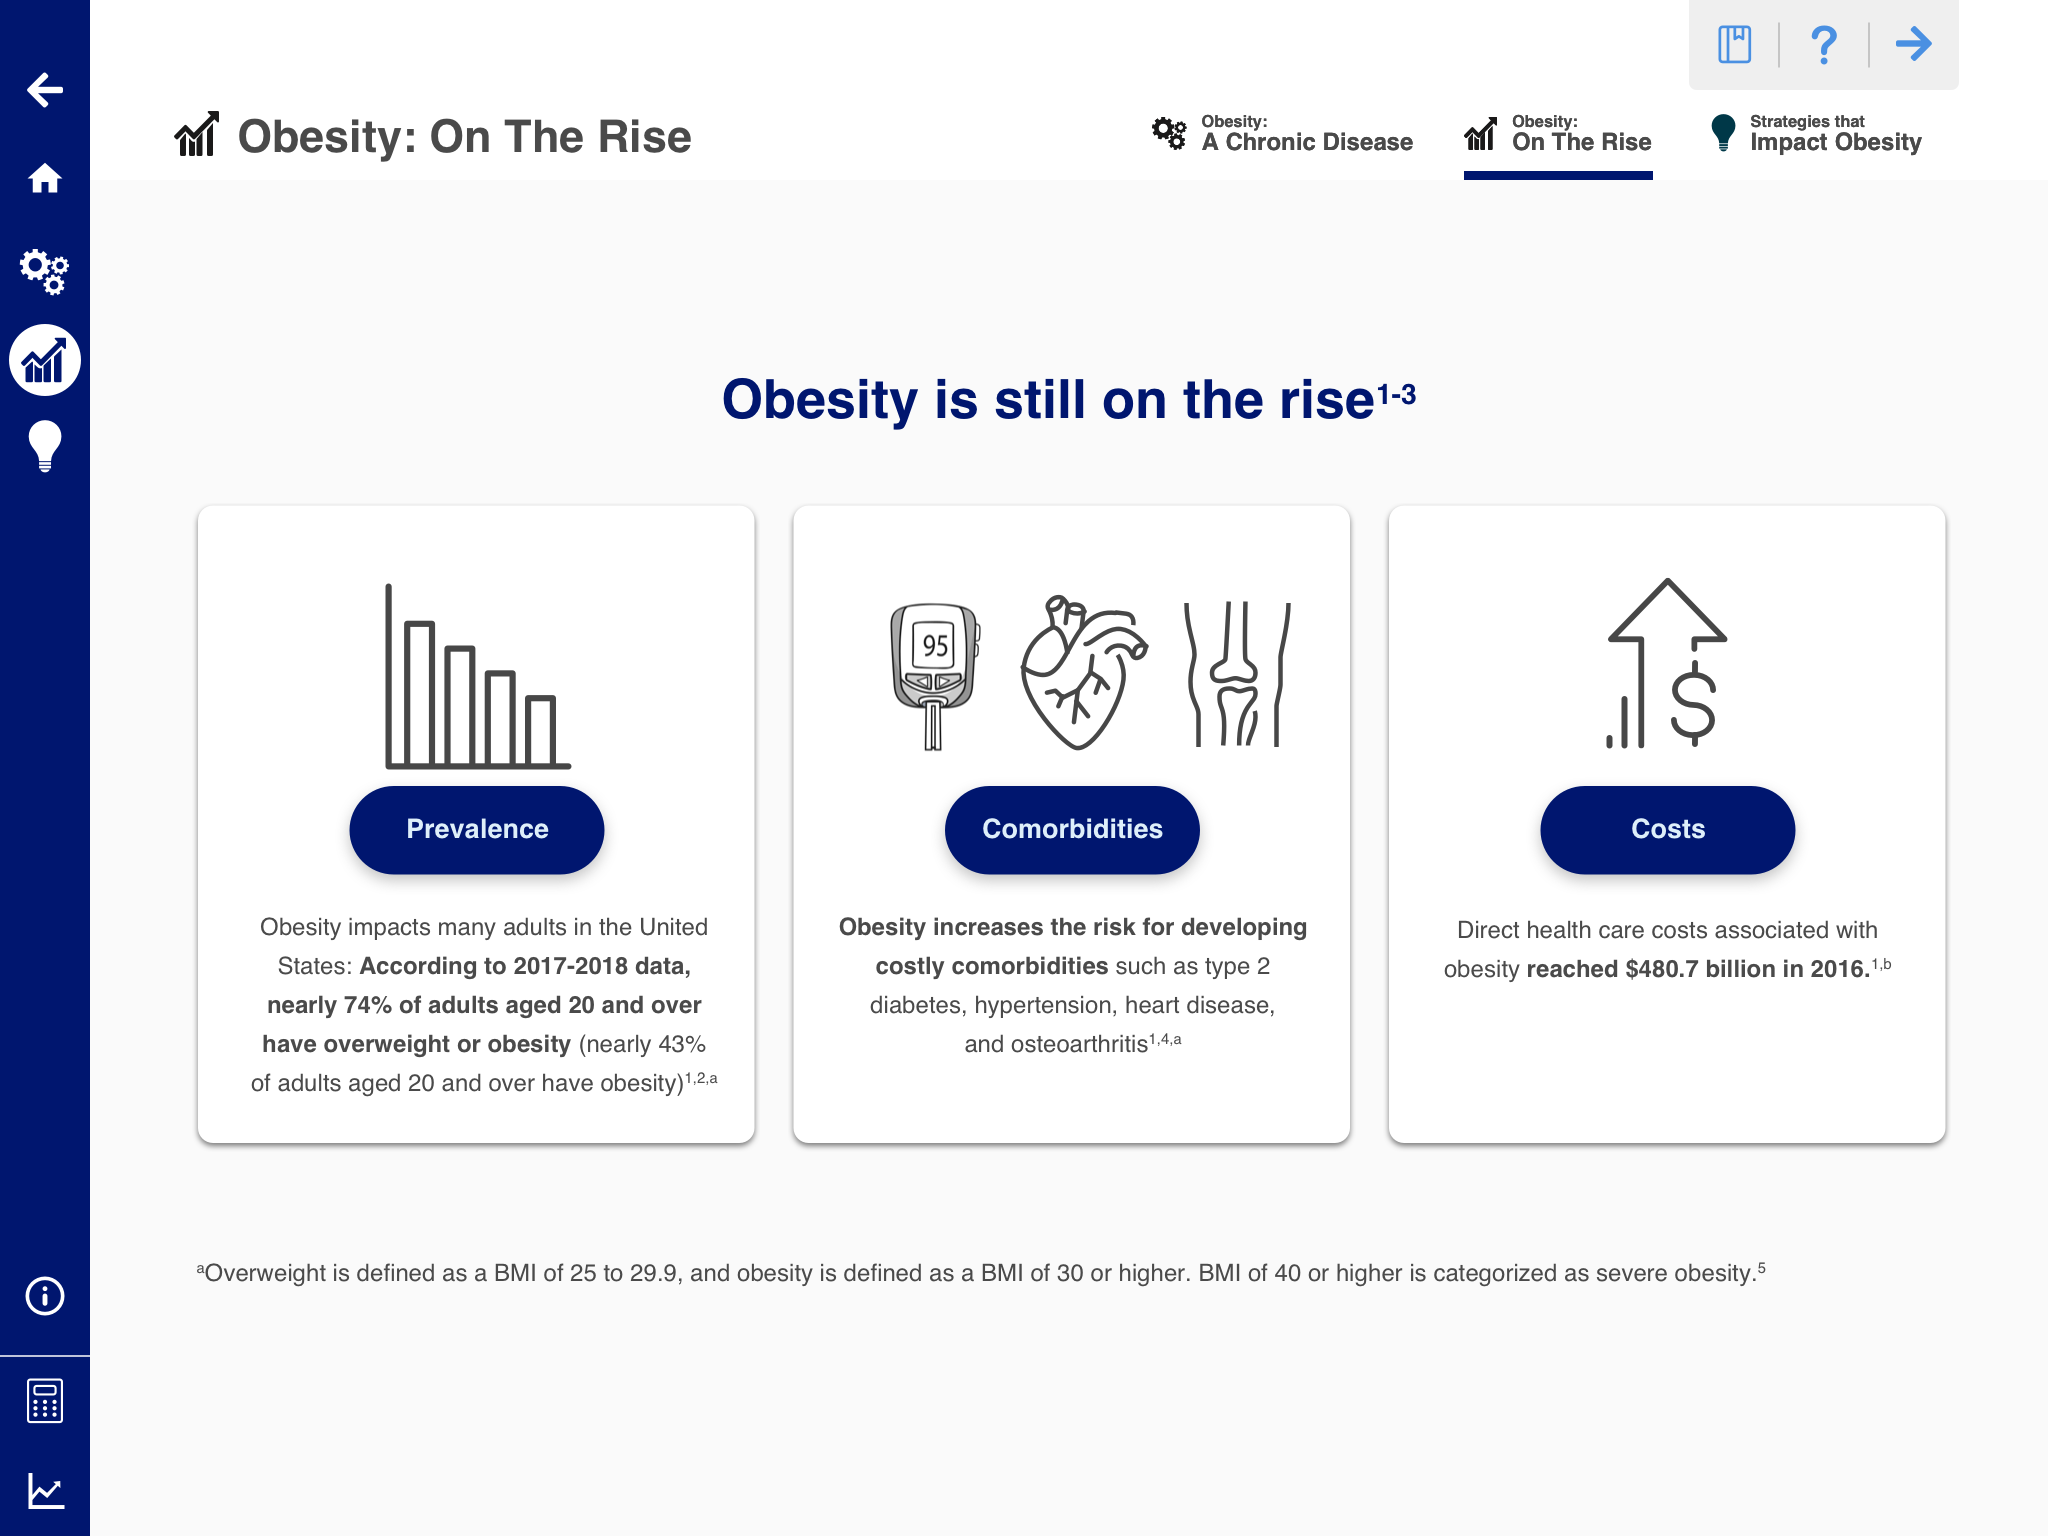 Obesity: On The Rise
Obesity:
A Chronic Disease
Obesity:
On The Rise
Strategies that
Impact Obesity
Obesity is still on the rise1-3
Prevalence
Obesity impacts many adults in the United
States: According to 2017-2018 data,
nearly 74% of adults aged 20 and over
have overweight or obesity (nearly 43%
of adults aged 20 and over have obesity)1,2,a
95
Comorbidities
Obesity increases the risk for developing
costly comorbidities such as type 2
diabetes, hypertension, heart disease,
and osteoarthritis1,4,a
Costs
Direct health care costs associated with
obesity reached $480.7 billion in 2016.1,b
aOverweight is defined as a BMI of 25 to 29.9, and obesity is defined as a BMI of 30 or higher. BMI of 40 or higher is categorized as severe obesity.5